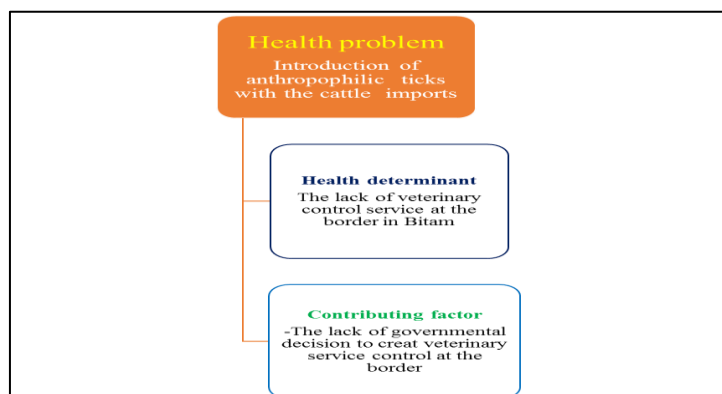 Health problem
Introduction of
anthropophilic ticks
with the cattle imports
Health determinant
The lack of veterinary
control service at the
border in Bitam
Contributing factor
-The lack of governmental
decision to creat veterinary
service control at the
border